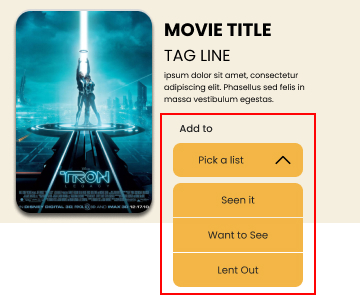 MOVIE TITLE
TAG LINE
ipsum dolor sit amet, consectetur
adipiscing elit. Phasellus sed felis in
massa vestibulum egestas.
Add to
Pick a list
Seen it
Want to See
Lent Out
TRON
LEGACY